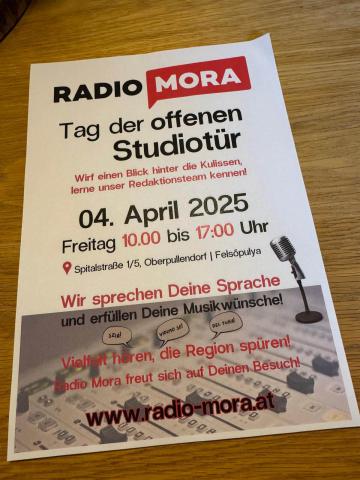 RADIO MORA
Tag der offenen
Studiotür
Wirf einen Blick hinter die Kulissen,
lerne unser Redaktionsteam kennen!
04. April 2025
Freitag 10.00 bis 17:00 Uhr
Spitalstraße 1/5, Oberpullendorf | Felsőpulya
Wir sprechen Deine Sprache
und erfüllen Deine Musikwünsche!
Vielfalt hören, die Region spüren!
Radio Mora freut sich auf Deinen Besuch!
www.radio-mora.at